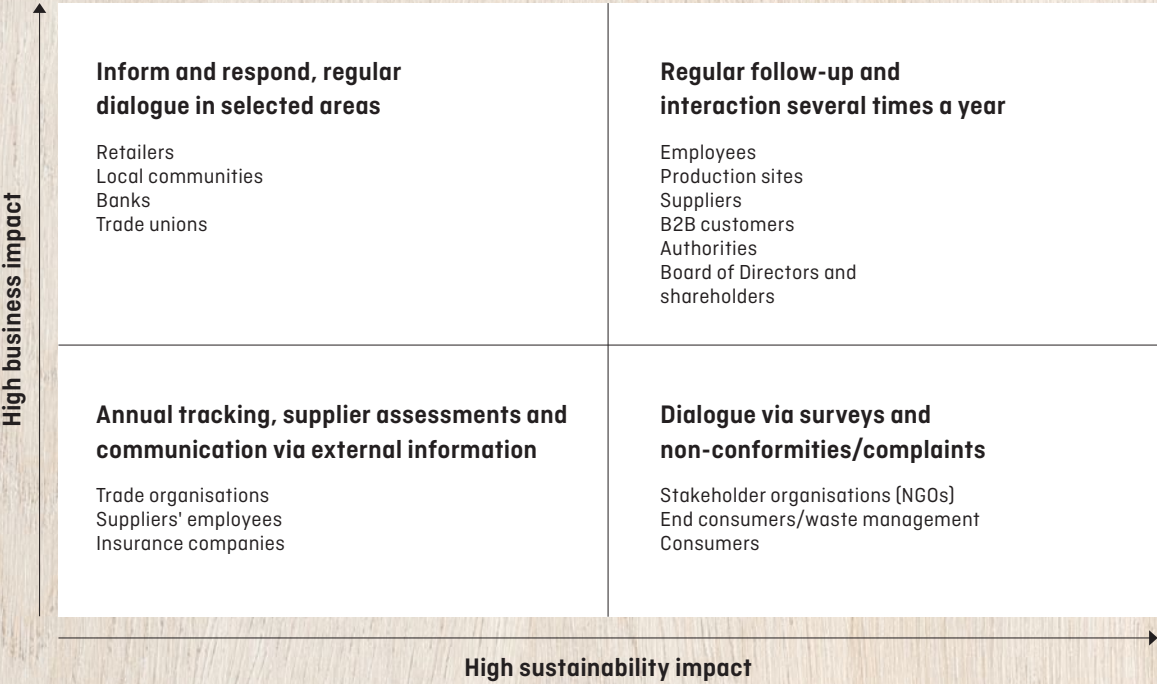 High business impact
Inform and respond, regular
dialogue in selected areas
Retailers
Local communities
Banks
Trade unions
Regular follow-up and
interaction several times a year
Employees
Production sites
Suppliers
B2B customers
Authorities
Board of Directors and
shareholders
Annual tracking, supplier assessments and
communication via external information
Trade organisations
Suppliers' employees
Insurance companies
Dialogue via surveys and
non-conformities/complaints
Stakeholder organisations (NGOs)
End consumers/waste management
Consumers
High sustainability impact